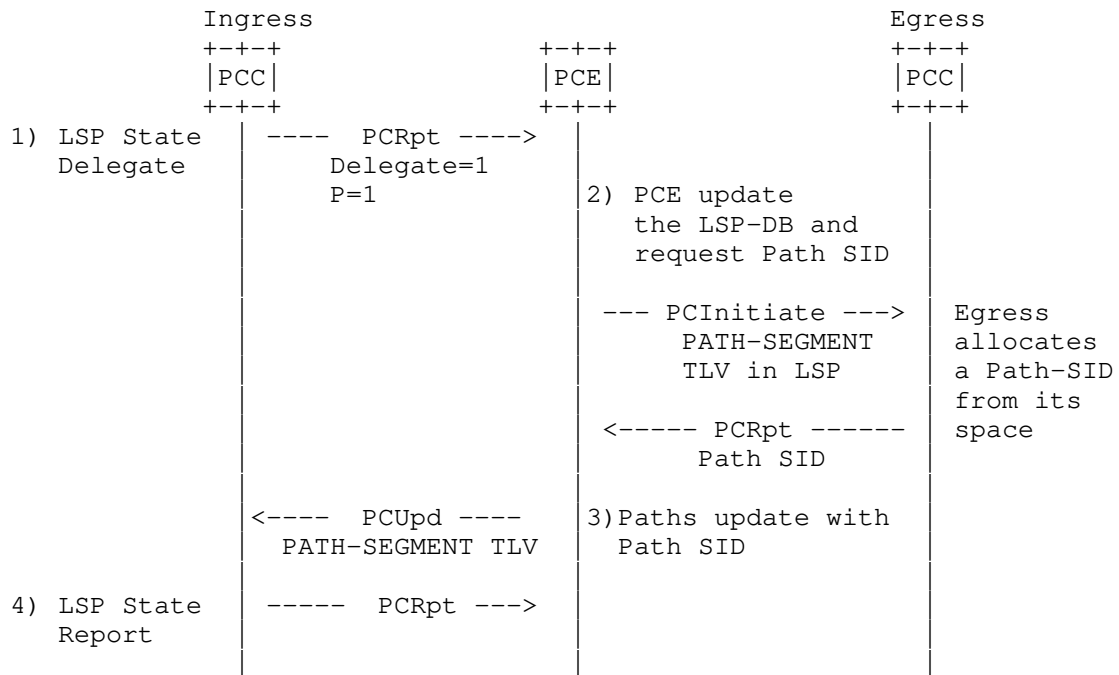 Ingress                                          Egress
+-+-+                    +-+-+                    +-+-+
|PCC|                    |PCE|                    |PCC|
+-+-+                    +-+-+                    +-+-+
1) LSP State | ---- PCRpt ----> | |
Delegate | Delegate=1 | |
| P=1 |2) PCE update |
| | the LSP-DB and |
| | request Path SID |
| | |
| | --- PCInitiate ---> | Egress
| | PATH-SEGMENT | allocates
| | TLV in LSP | a Path-SID
| | | from its
| | <----- PCRpt ------ | space
| | Path SID |
| | |
|<---- PCUpd ---- |3)Paths update with |
| PATH-SEGMENT TLV | Path SID |
| | |
4) LSP State | ----- PCRpt ---> | |
Report | | |
| | |